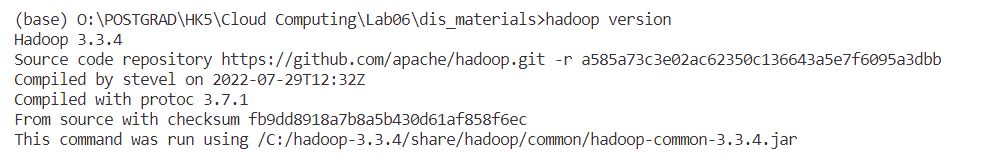 (base) O:\POSTGRAD\HK5\Cloud Computing\Lab06\dis_materials>hadoop version
Hadoop 3.3.4
Source code repository https://github.com/apache/hadoop.git -r a585a73c3e02ac62350c136643a5e7f6095a3dbb
Compiled by stevel on 2022-07-29T12:32Z
Compiled with protoc 3.7.1
From source with checksum fb9dd8918a7b8a5b430d61af858f6ec
This command was run using /C:/hadoop-3.3.4/share/hadoop/common/hadoop-common-3.3.4.jar